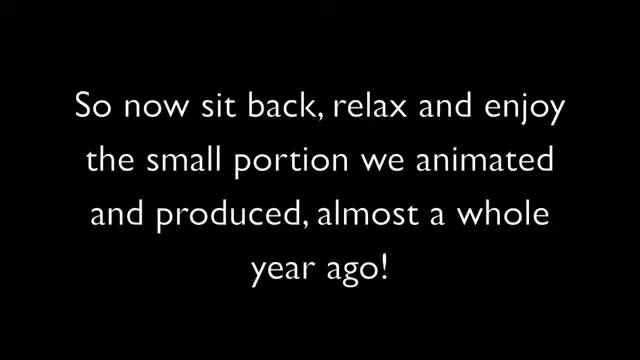 So now sit back, relax and enjoy
the small portion we animated
and produced, almost a whole
year ago!